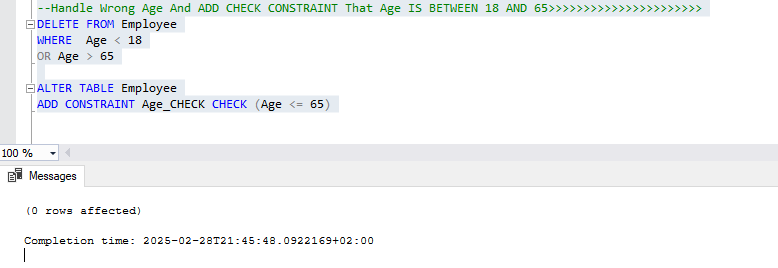 --Handle Wrong Age And ADD CHECK CONSTRAINT That Age IS BETWEEN 18 AND 65>>>>>>>>>>>>>>>>>>>>>>
DELETE FROM Employee
WHERE  Age < 18
OR Age > 65
ALTER TABLE Employee
ADD CONSTRAINT Age_CHECK CHECK (Age <= 65)
100 %
Messages
(0 rows affected)
Completion time: 2025-02-28T21:45:48.0922169+02:00